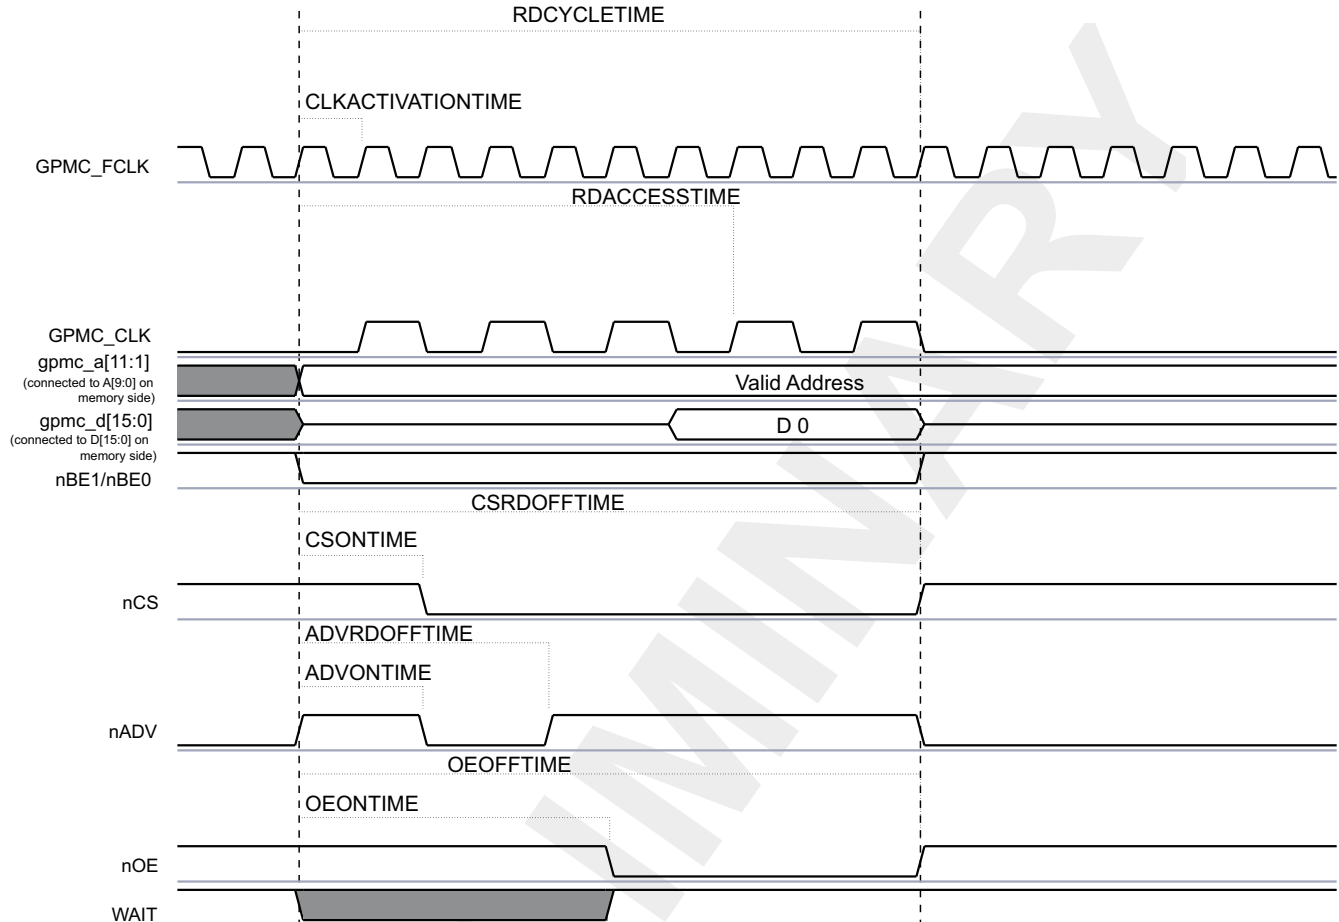 RDCYCLETIME
CLKACTIVATIONTIME
GPMC_FCLK
RDACCESSTIME
GPMC_CLK
gpmc_a[11:1]
(connected to A[9:0] on
memory side)
Valid Address
gpmc_d[15:0]
(connected to D[15:0] on
memory side)
D 0
nBE1/nBE0
CSRDOFFTIME
CSONTIME
nCS
ADVRDOFFTIME
ADVONTIME
nADV
OEOFFTIME
OEONTIME
nOE
WAIT
IMINARY